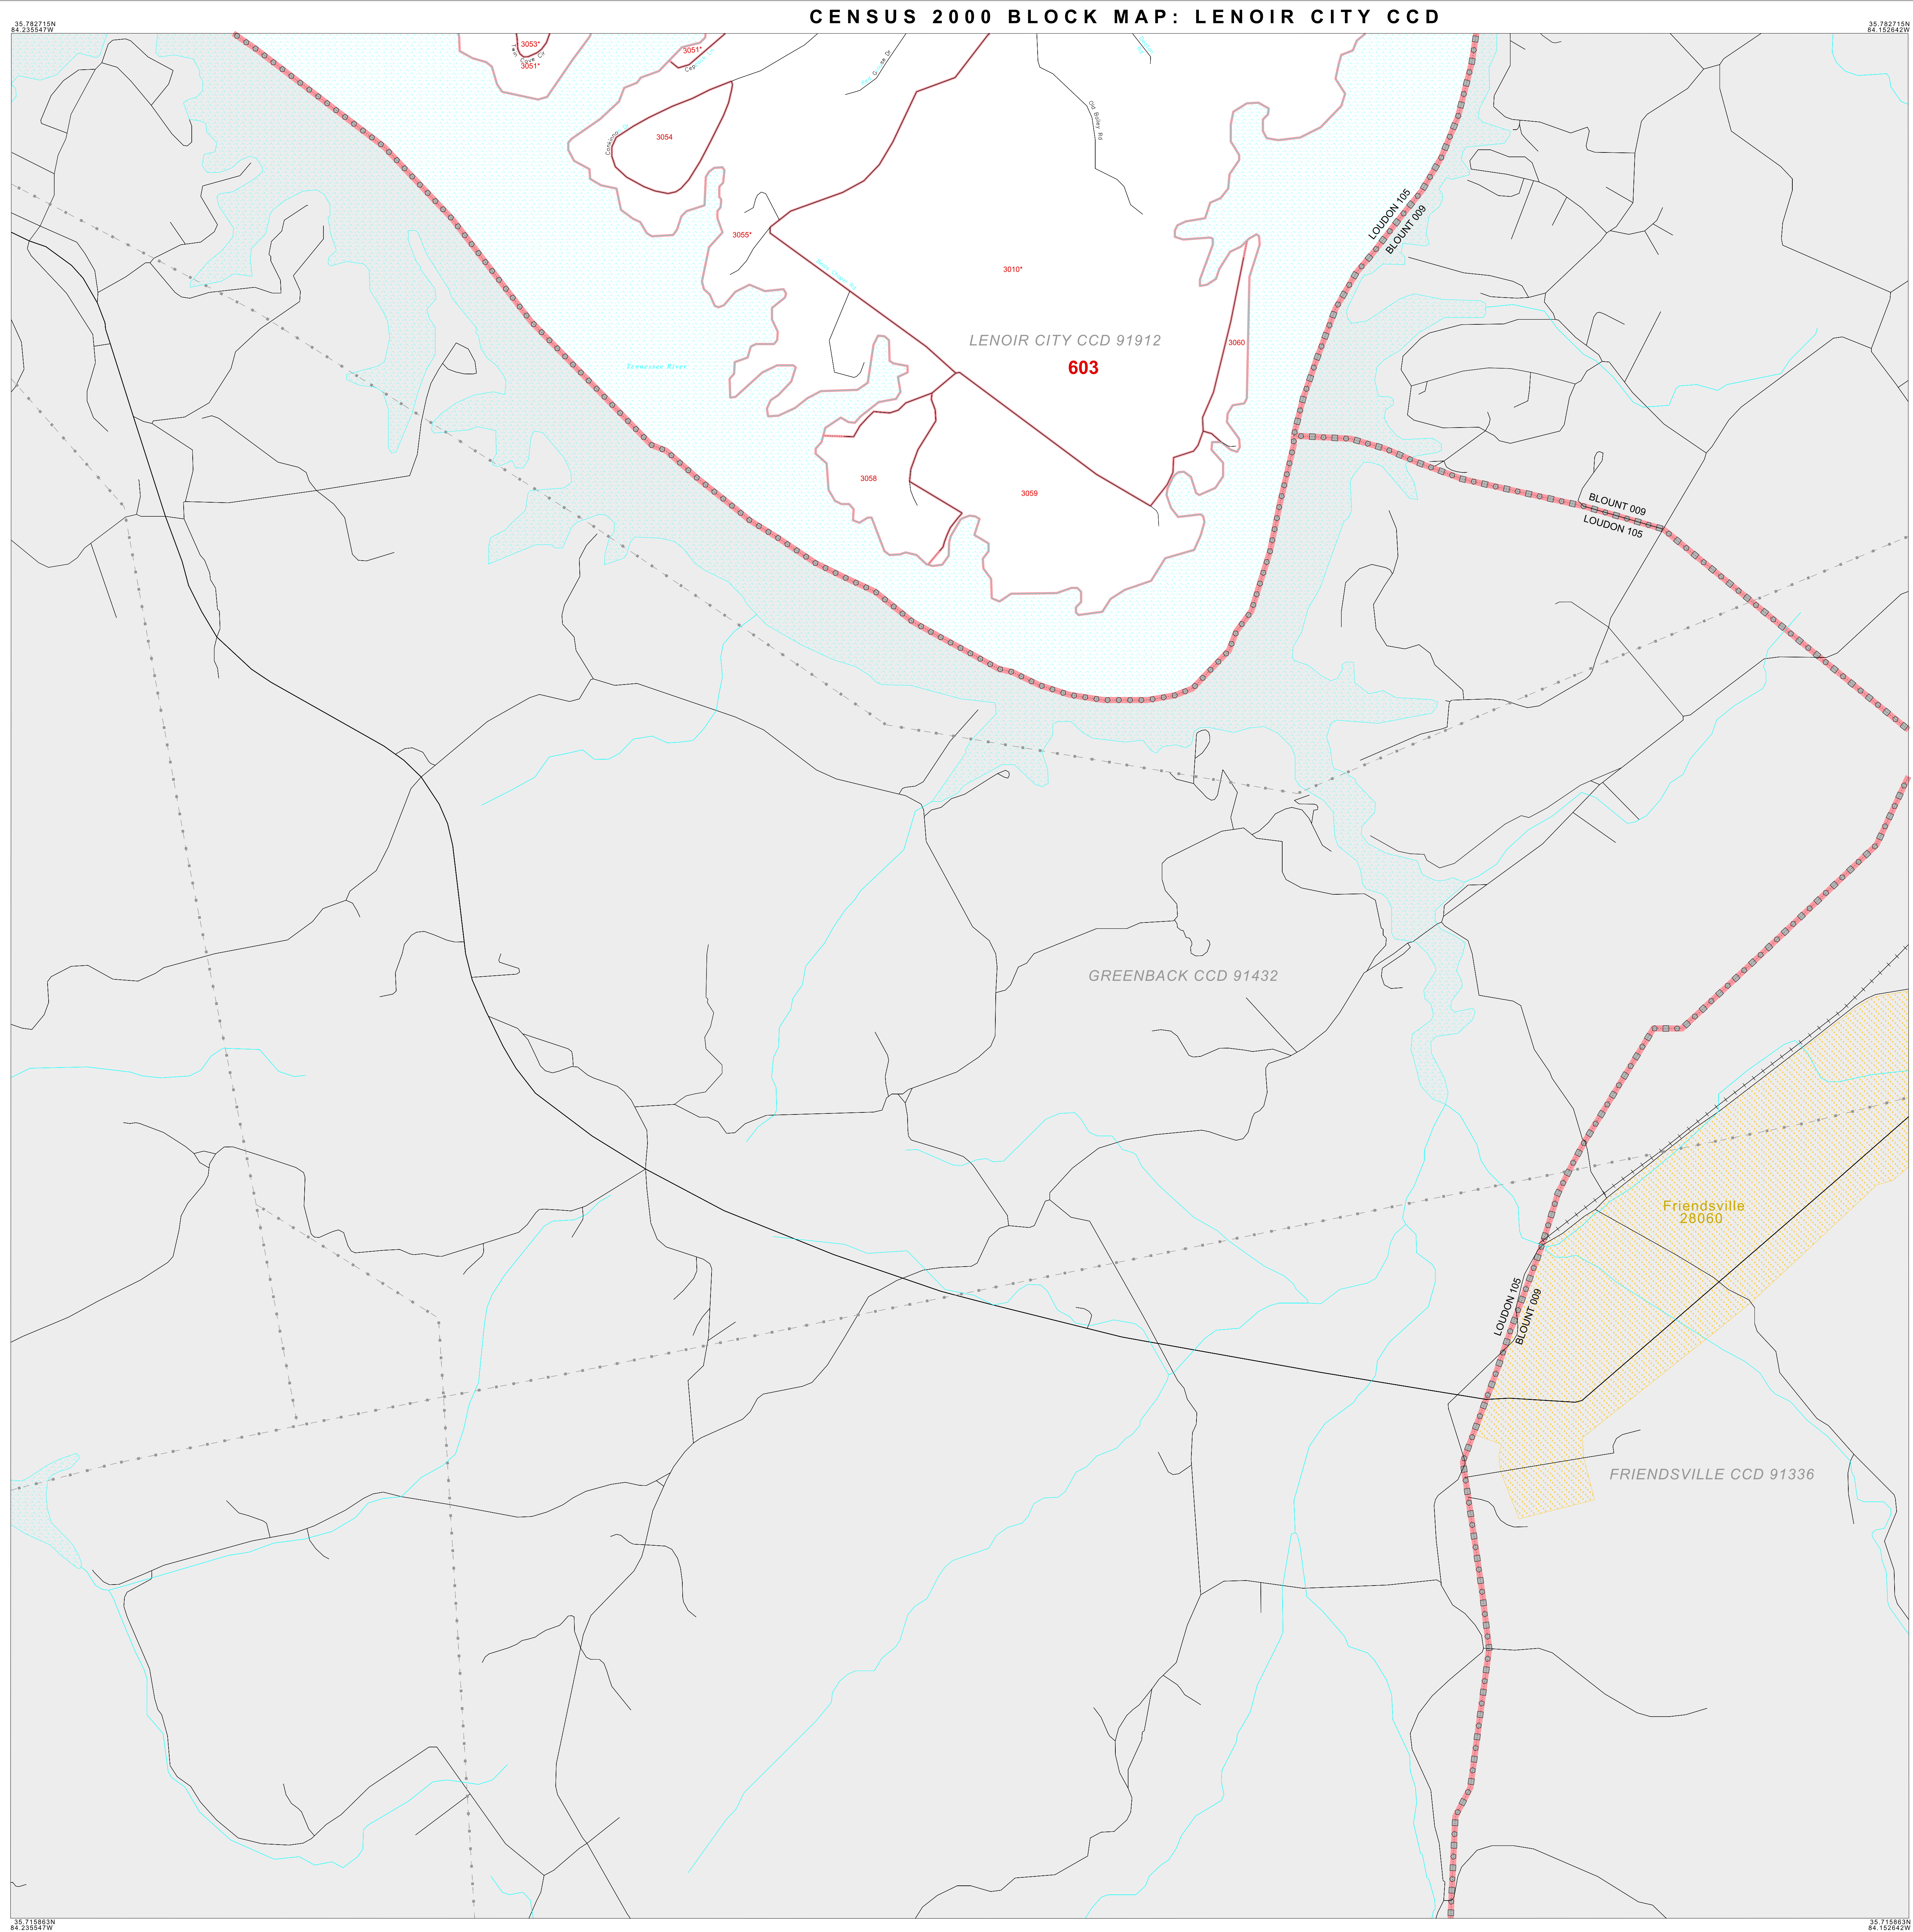 CENSUS 2000 BLOCK MAP: LENOIR CITY CCD
35.782715N
84.235547W
35.782715N
84.152642W
3053*
3051*
3051*
Old Bailey Rd
3054
LOUDON 105
BLOUNT 009
3055*
3010*
LENOIR CITY CCD 91912
603
3060
Tennessee River
3058
3059
BLOUNT 009
LOUDON 105
GREENBACK CCD 91432
Friendsville
28060
LOUDON 105
BLOUNT 009
FRIENDSVILLE CCD 91336
35.715863N
84.235547W
35.715863N
84.152642W